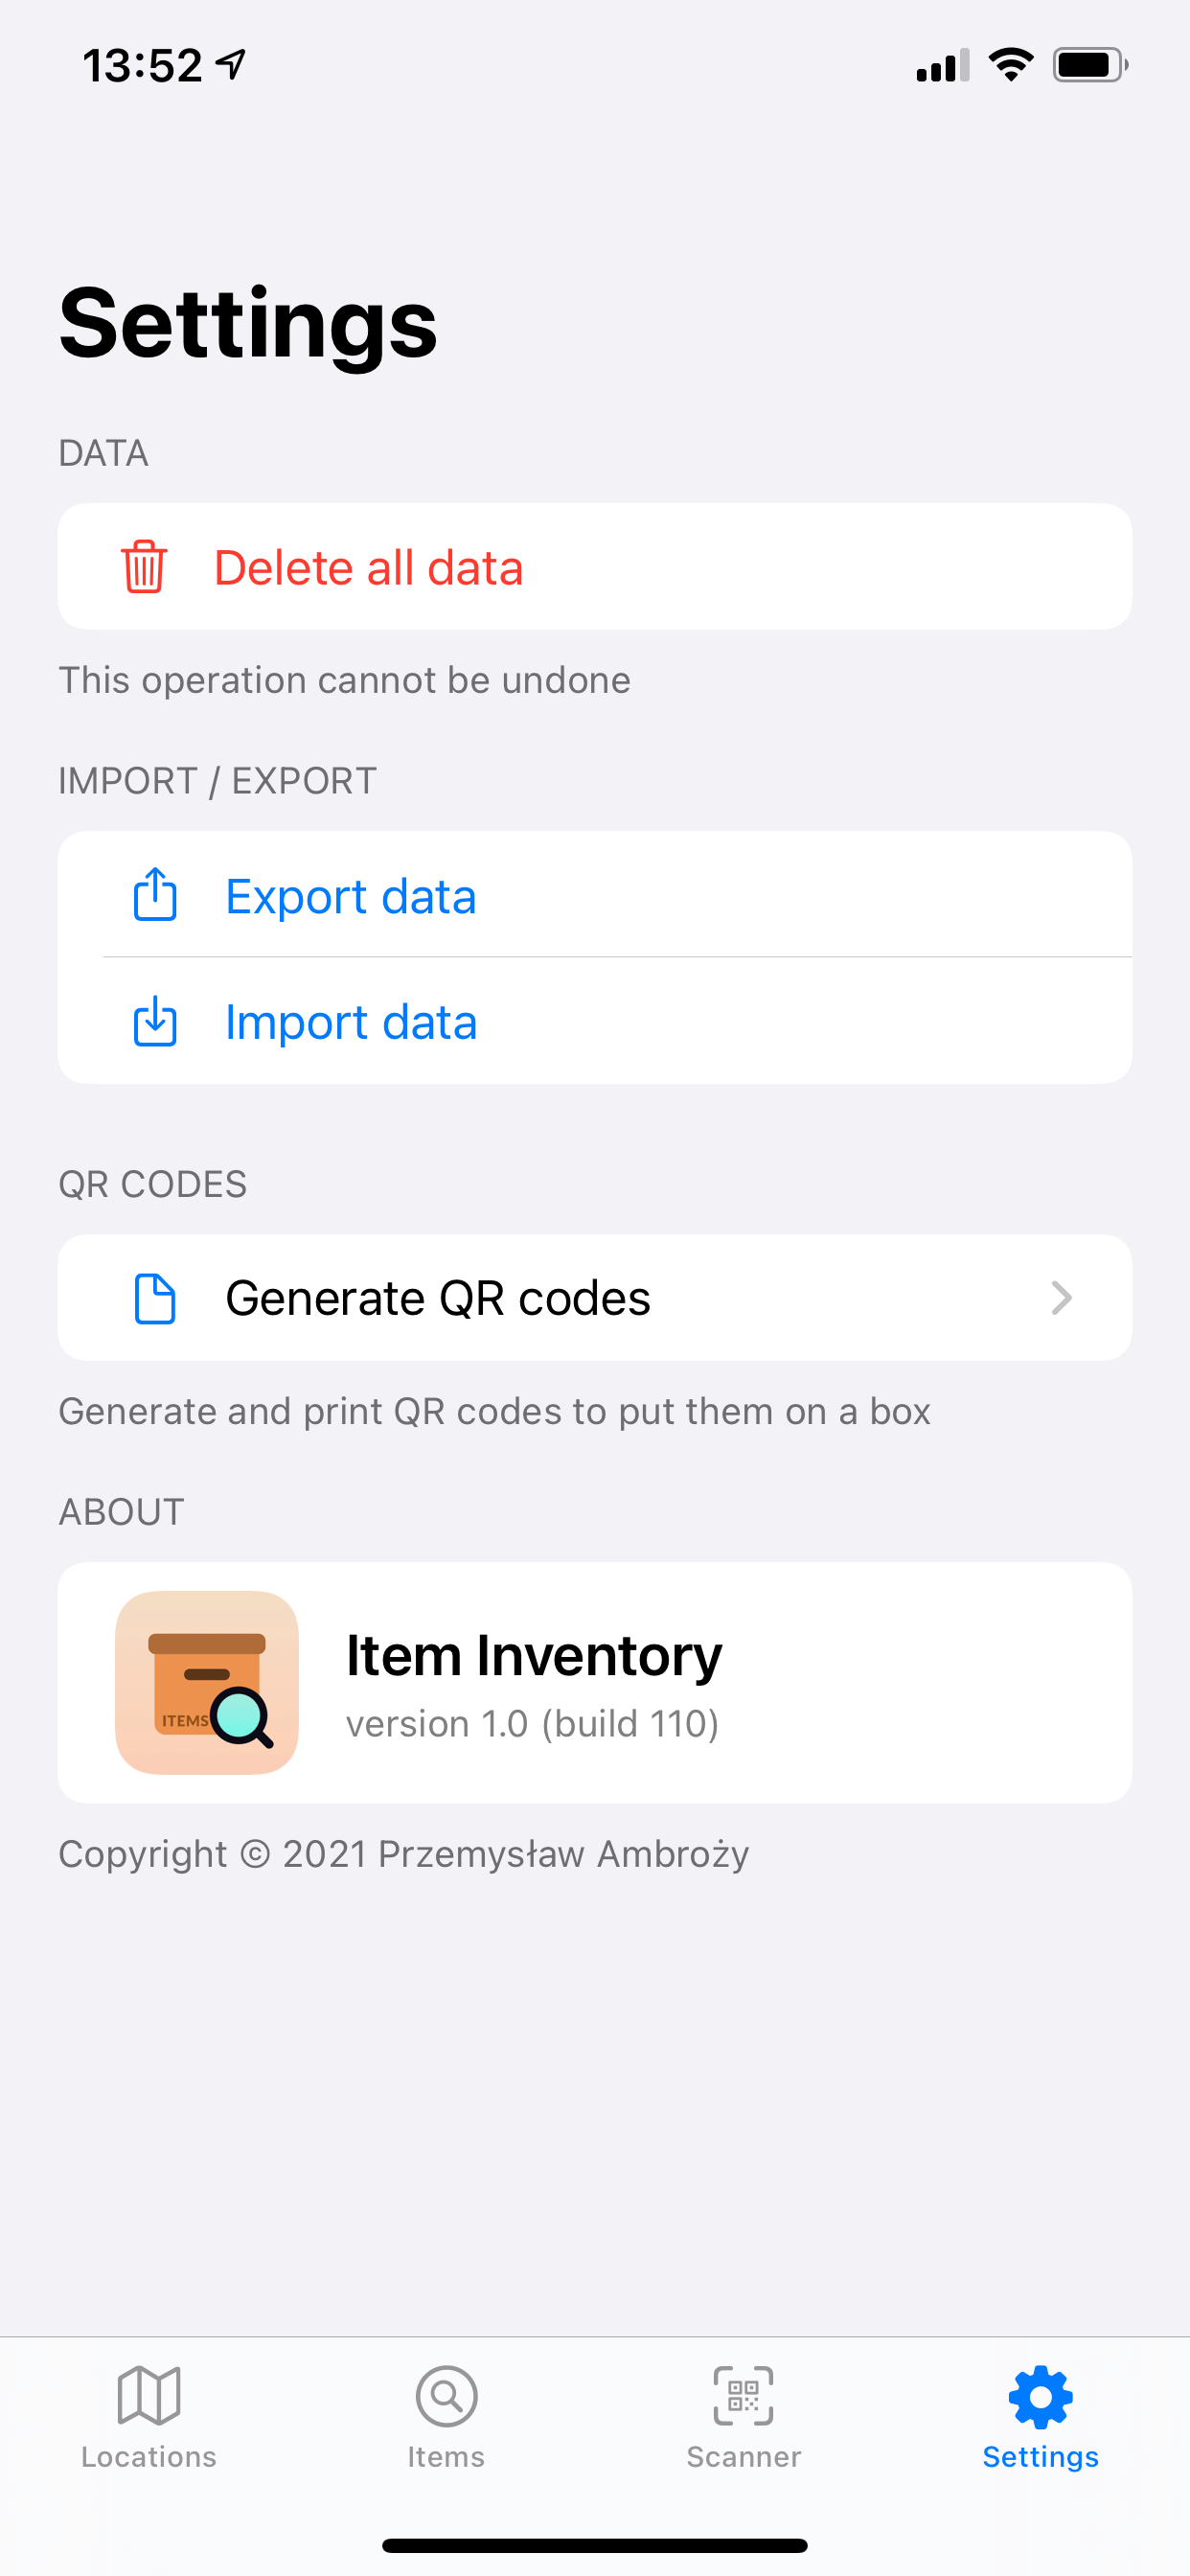 13:52
Settings
DATA
Delete all data
This operation cannot be undone
IMPORT / EXPORT
Export data
Import data
QR CODES
Generate QR codes
Generate and print QR codes to put them on a box
ABOUT
ITEMS
Item Inventory
version 1.0 (build 110)
Copyright © 2021 Przemysław Ambroży
Locations
Items
Scanner
Settings